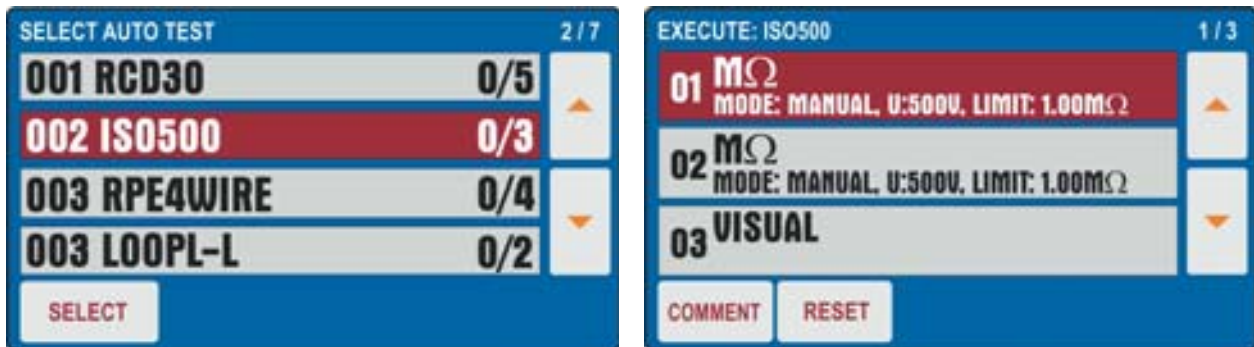 SELECT AUTO TEST 2/7
001 RCD30 0/5
002 ISO500 0/3
003 RPE4WIRE 0/4
003 LOOPL-L 0/2
SELECT
EXECUTE: ISO500 1/3
01 MΩ
MODE: MANUAL, U:500V, LIMIT: 1.00MΩ
02 MΩ
MODE: MANUAL, U:500V, LIMIT: 1.00MΩ
03 VISUAL
COMMENT RESET